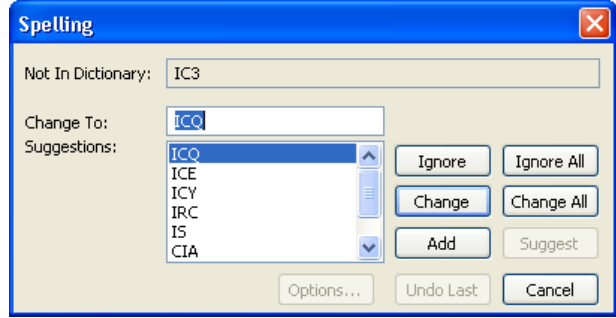 Spelling
Not In Dictionary: IC3
Change To: ICQ
Suggestions:
ICQ
ICE
ICY
IRC
IS
CIA
Ignore Ignore All
Change Change All
Add Suggest
Options... Undo Last Cancel